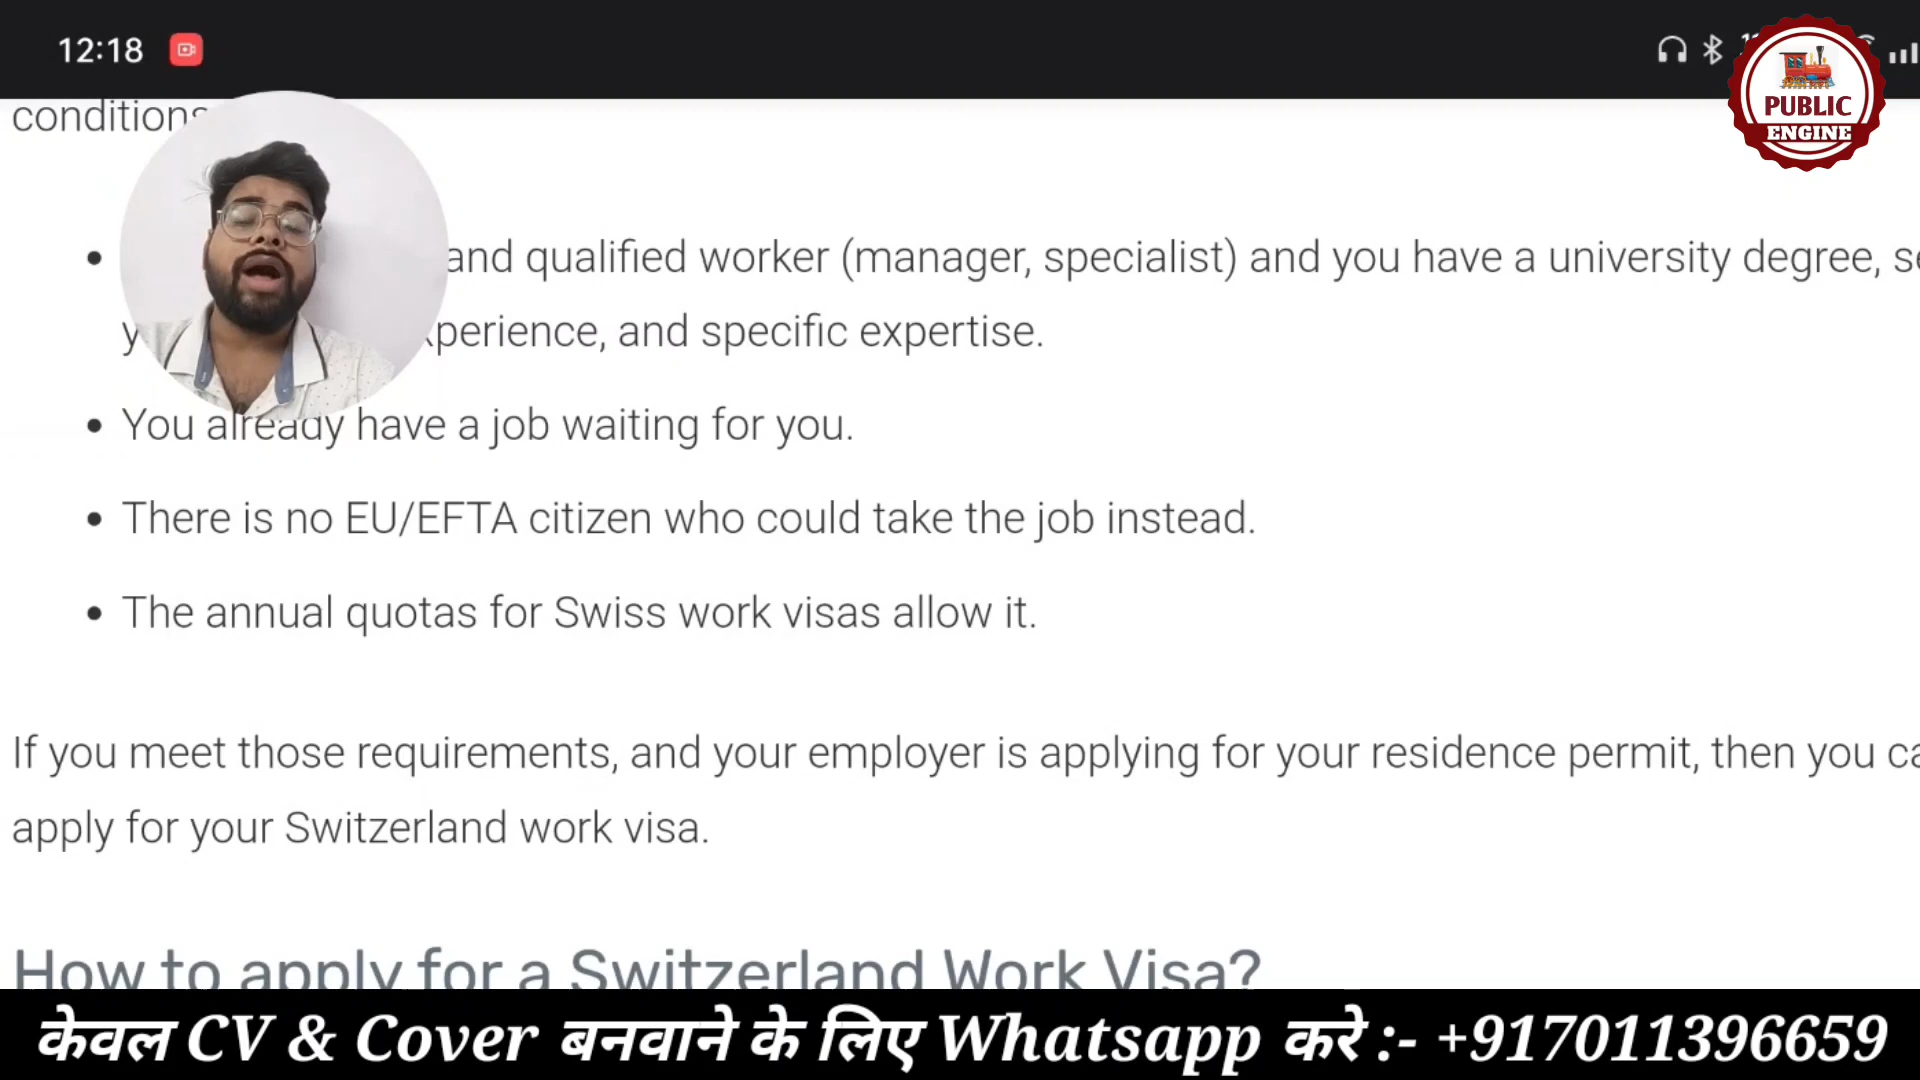 12:18
PUBLIC
ENGINE
conditions
and qualified worker (manager, specialist) and you have a university degree,
perience, and specific expertise.
You already have a job waiting for you.
There is no EU/EFTA citizen who could take the job instead.
The annual quotas for Swiss work visas allow it.
If you meet those requirements, and your employer is applying for your residence permit, then you
apply for your Switzerland work visa.
How to apply for a Switzerland Work Visa?
केवल CV & Cover बनवाने के लिए Whatsapp करे :- +917011396659